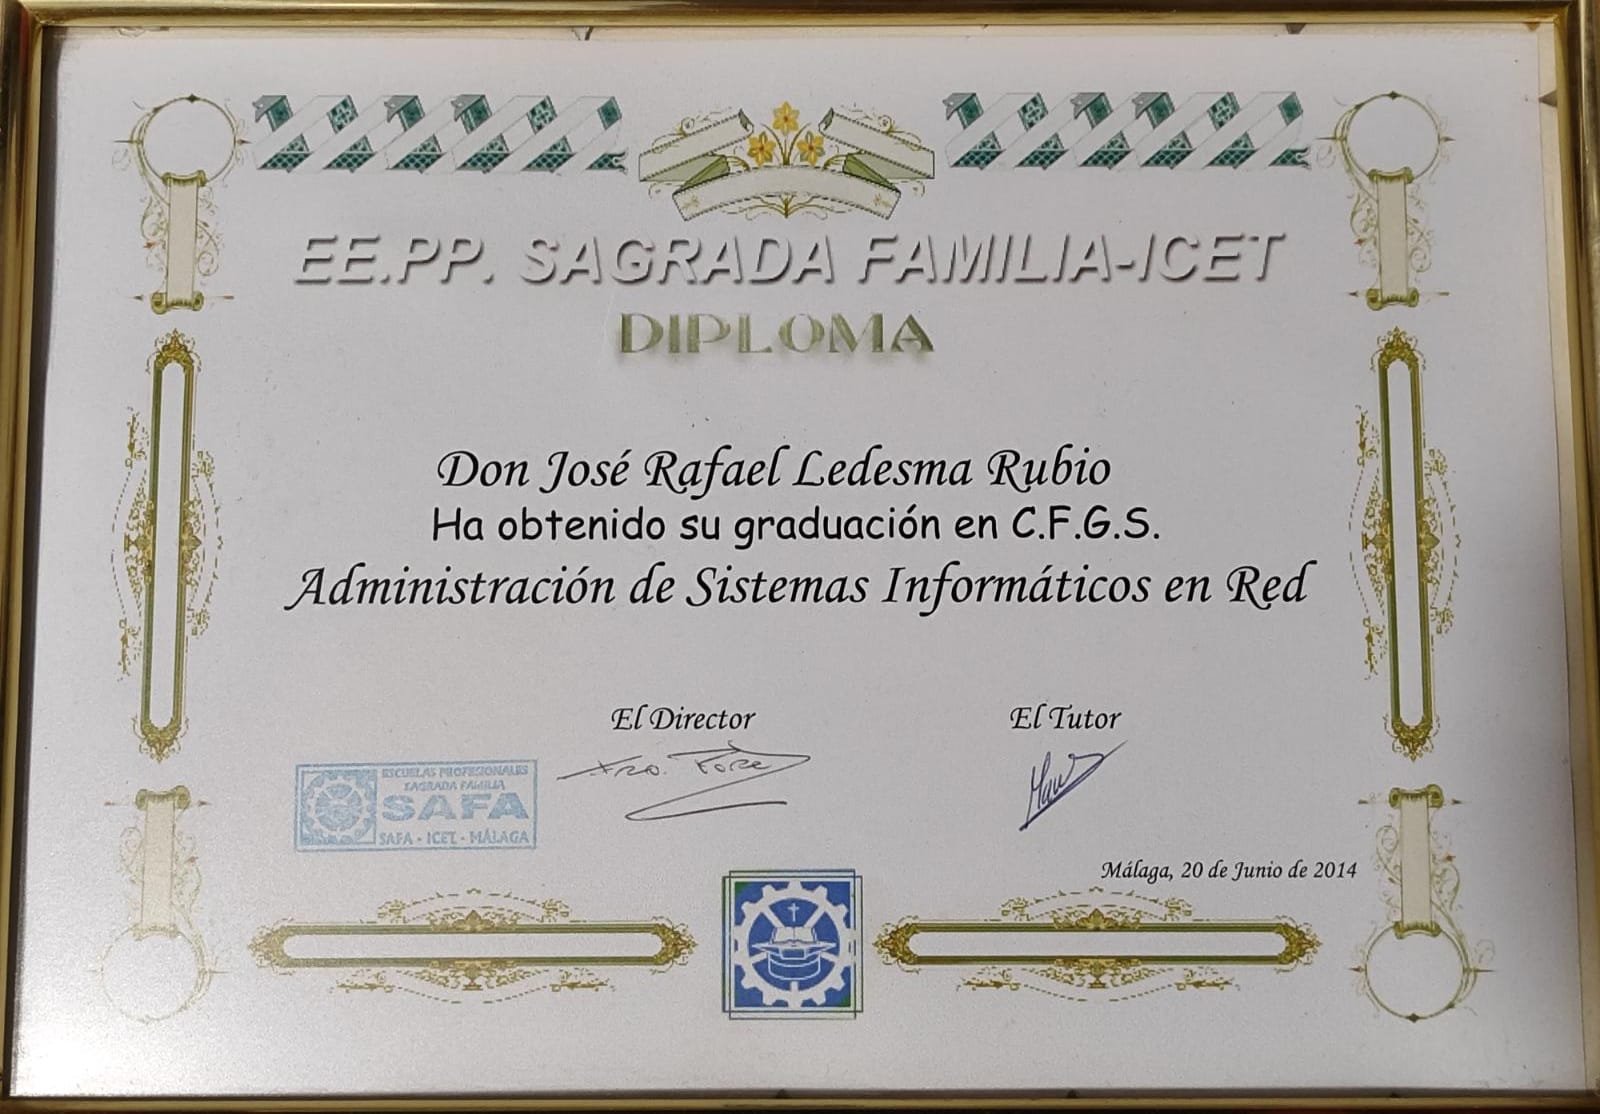 EE.PP. SAGRADA FAMILIA-ICET
DIPLOMA
Don José Rafael Ledesma Rubio
Ha obtenido su graduación en C.F.G.S.
Administración de Sistemas Informáticos en Red
El Director
El Tutor
ESCUELAS PROFESIONALES
SAGRADA FAMILIA
SAFA
SAFA - ICET - MÁLAGA
Málaga, 20 de Junio de 2014